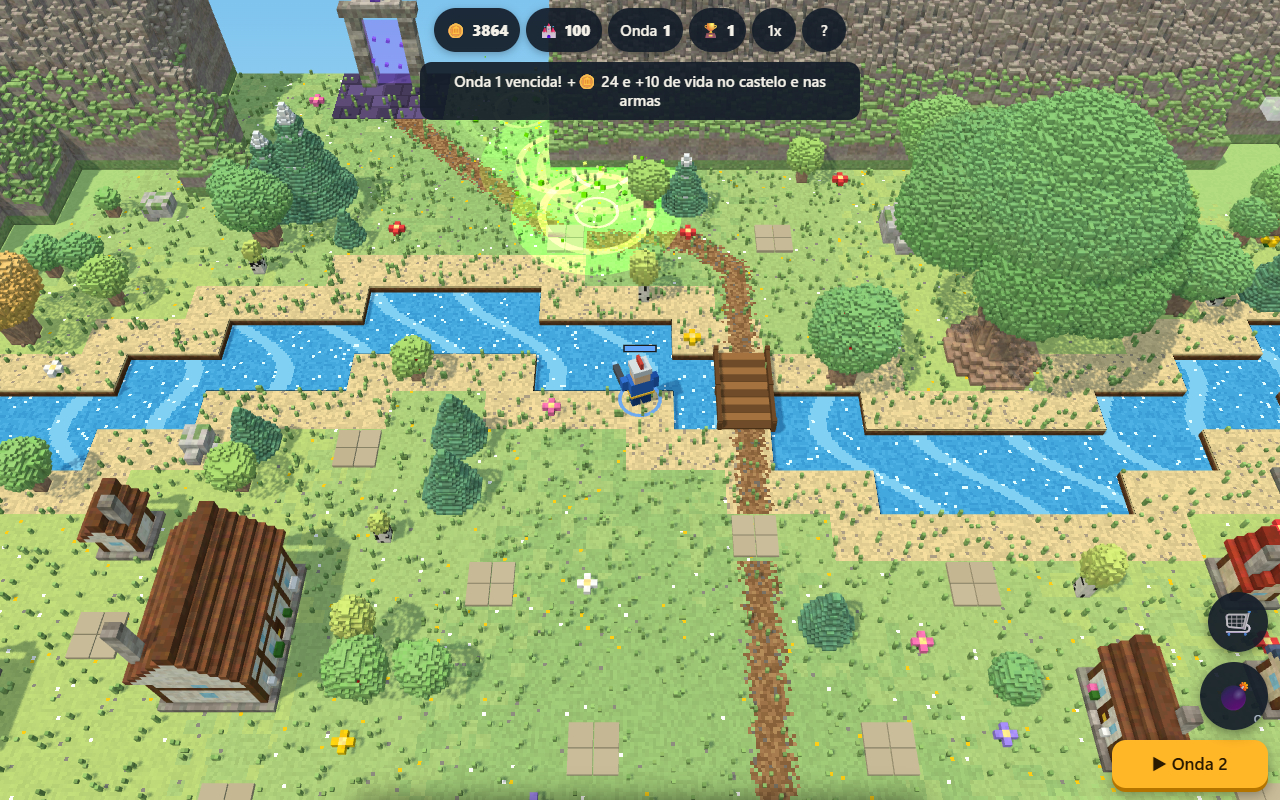 3864
100
Onda 1
1
1x
?
Onda 1 vencida! + 24 e +10 de vida no castelo e nas
armas
▶ Onda 2